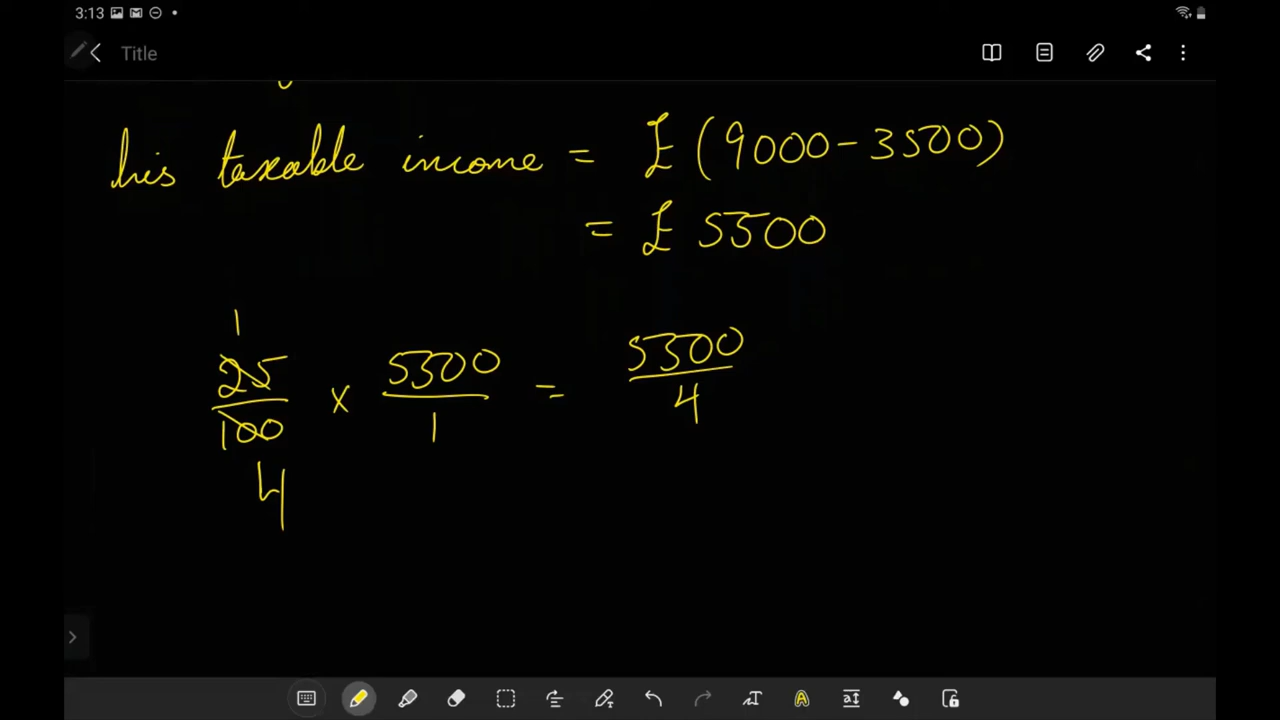 3:13
Title
his taxable income = £ (9000-3500)
= £ 5500
1
25/100 × 5500/1 = 5500/4
4